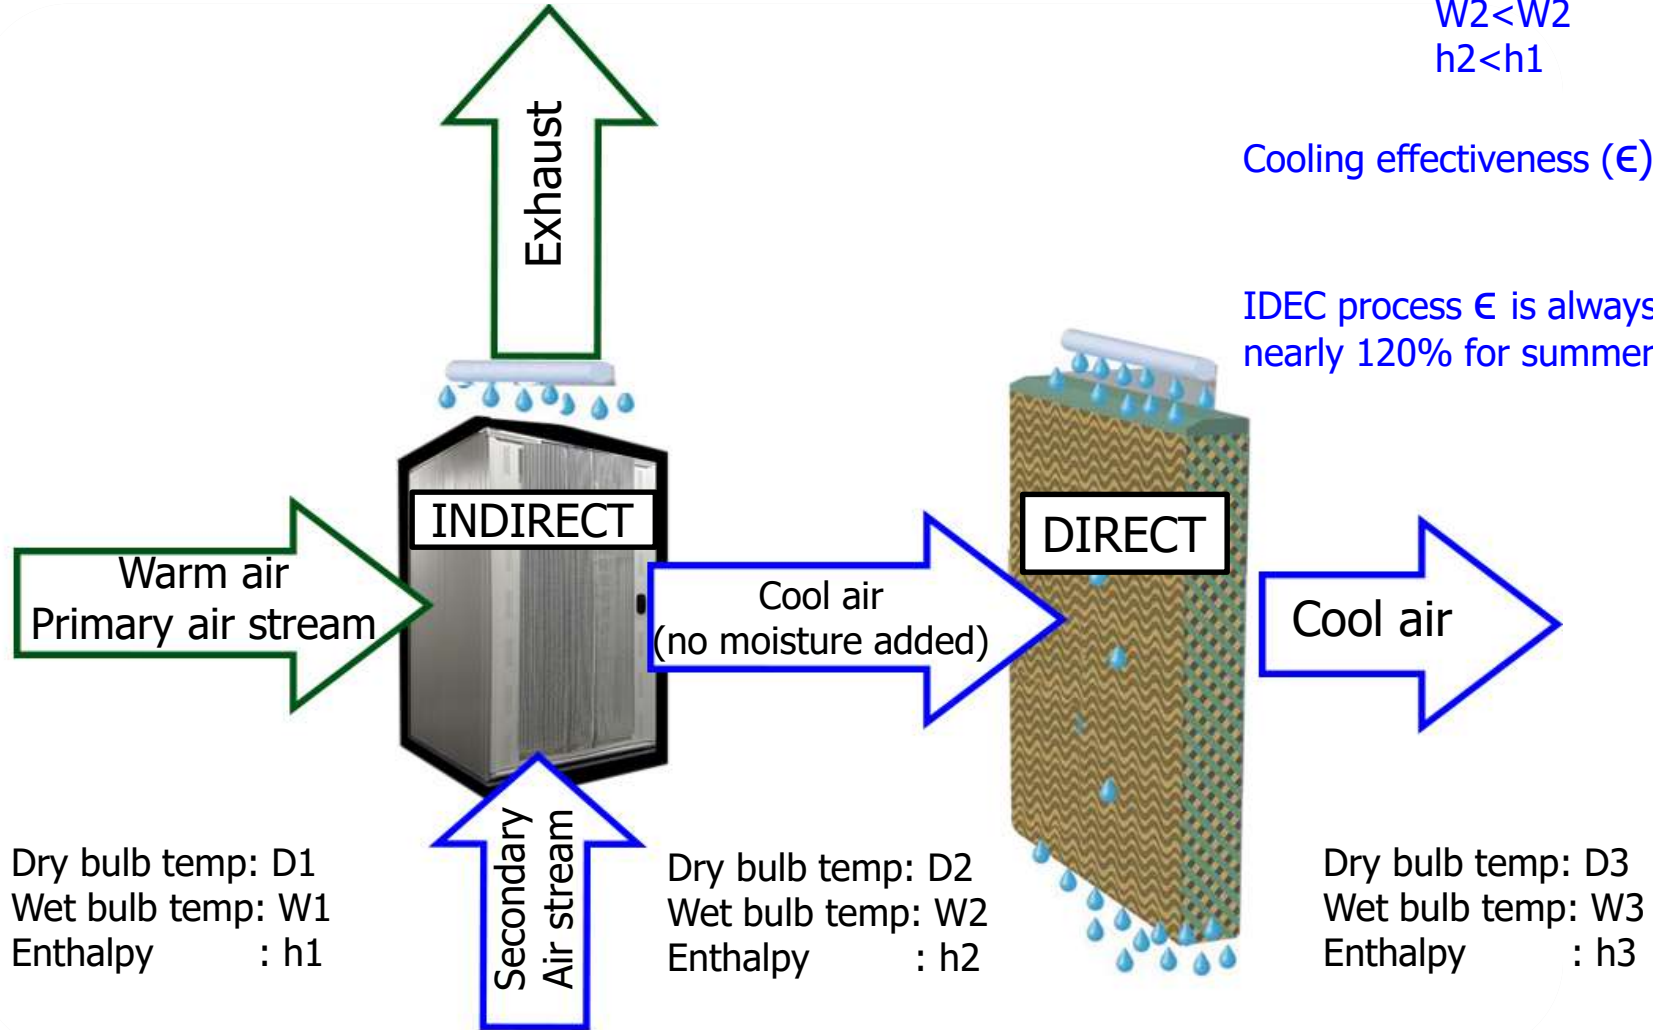 W2<W2
h2<h1
Cooling effectiveness (ϵ)
IDEC process ϵ is always
nearly 120% for summer
Exhaust
INDIRECT
DIRECT
Warm air
Primary air stream
Cool air
(no moisture added)
Cool air
Secondary
Air stream
Dry bulb temp: D1
Wet bulb temp: W1
Enthalpy : h1
Dry bulb temp: D2
Wet bulb temp: W2
Enthalpy : h2
Dry bulb temp: D3
Wet bulb temp: W3
Enthalpy : h3